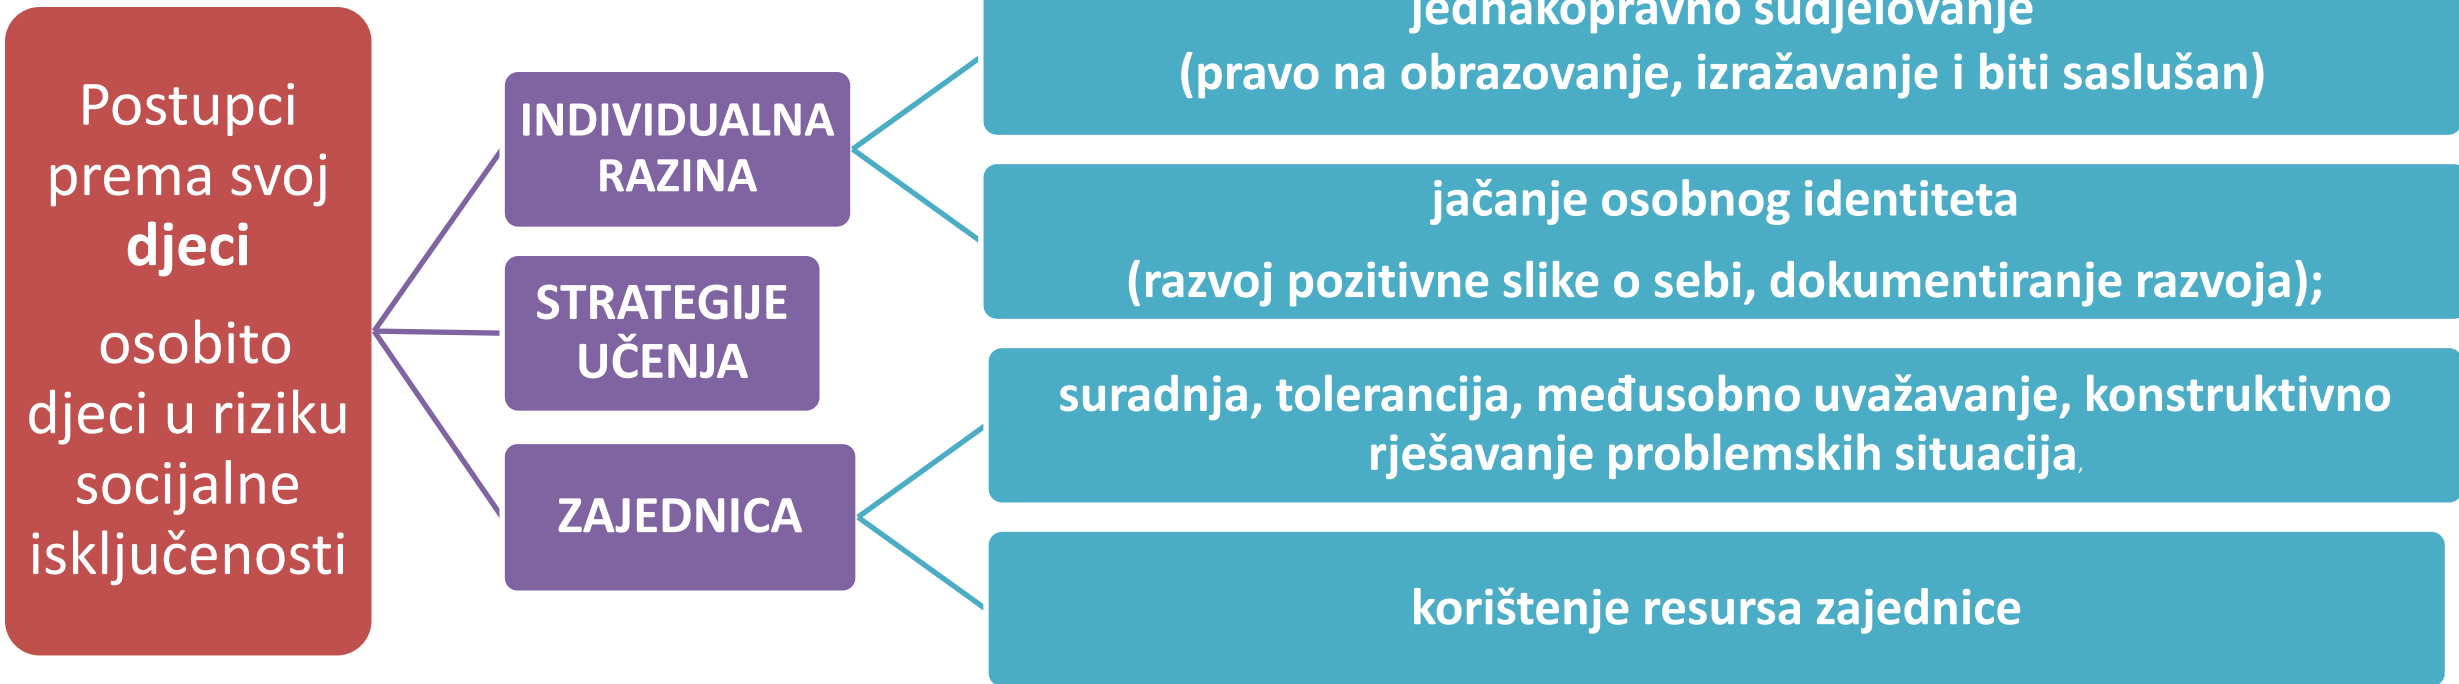 Postupci
prema svoj
djeci
osobito
djeci u riziku
socijalne
isključenosti
INDIVIDUALNA
RAZINA
jednakopravno sudjelovanje
(pravo na obrazovanje, izražavanje i biti saslušan)
jačanje osobnog identiteta
(razvoj pozitivne slike o sebi, dokumentiranje razvoja);
STRATEGIJE
UČENJA
ZAJEDNICA
suradnja, tolerancija, međusobno uvažavanje, konstruktivno
rješavanje problemskih situacija,
korištenje resursa zajednice